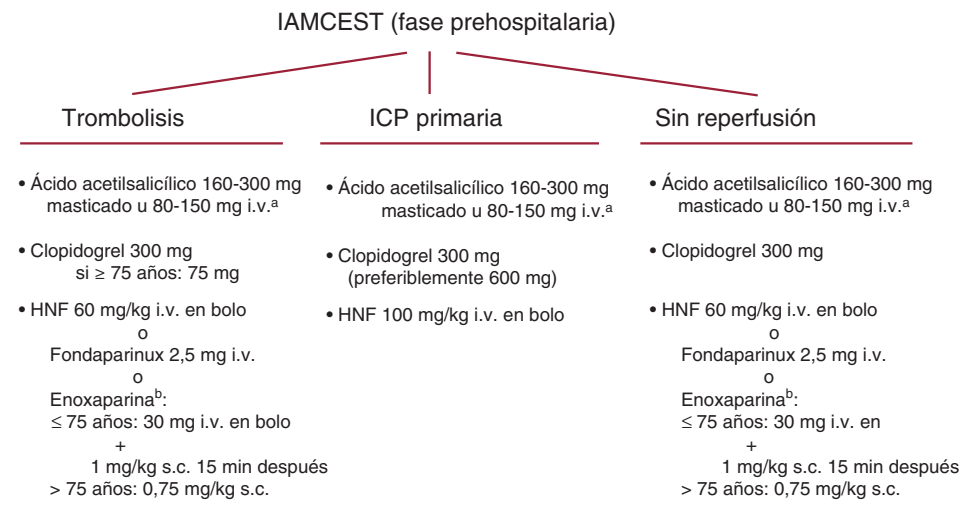 IAMCEST (fase prehospitalaria)
Trombolisis
• Ácido acetilsalicílico 160-300 mg
masticado u 80-150 mg i.v.ª
• Clopidogrel 300 mg
si ≥ 75 años: 75 mg
• HNF 60 mg/kg i.v. en bolo
o
Fondaparinux 2,5 mg i.v.
o
Enoxaparinaᵇ:
≤ 75 años: 30 mg i.v. en bolo
+
1 mg/kg s.c. 15 min después
> 75 años: 0,75 mg/kg s.c.
ICP primaria
• Ácido acetilsalicílico 160-300 mg
masticado u 80-150 mg i.v.ª
• Clopidogrel 300 mg
(preferiblemente 600 mg)
• HNF 100 mg/kg i.v. en bolo
Sin reperfusión
• Ácido acetilsalicílico 160-300 mg
masticado u 80-150 mg i.v.ª
• Clopidogrel 300 mg
• HNF 60 mg/kg i.v. en bolo
o
Fondaparinux 2,5 mg i.v.
o
Enoxaparinaᵇ:
≤ 75 años: 30 mg i.v. en
+
1 mg/kg s.c. 15 min después
> 75 años: 0,75 mg/kg s.c.